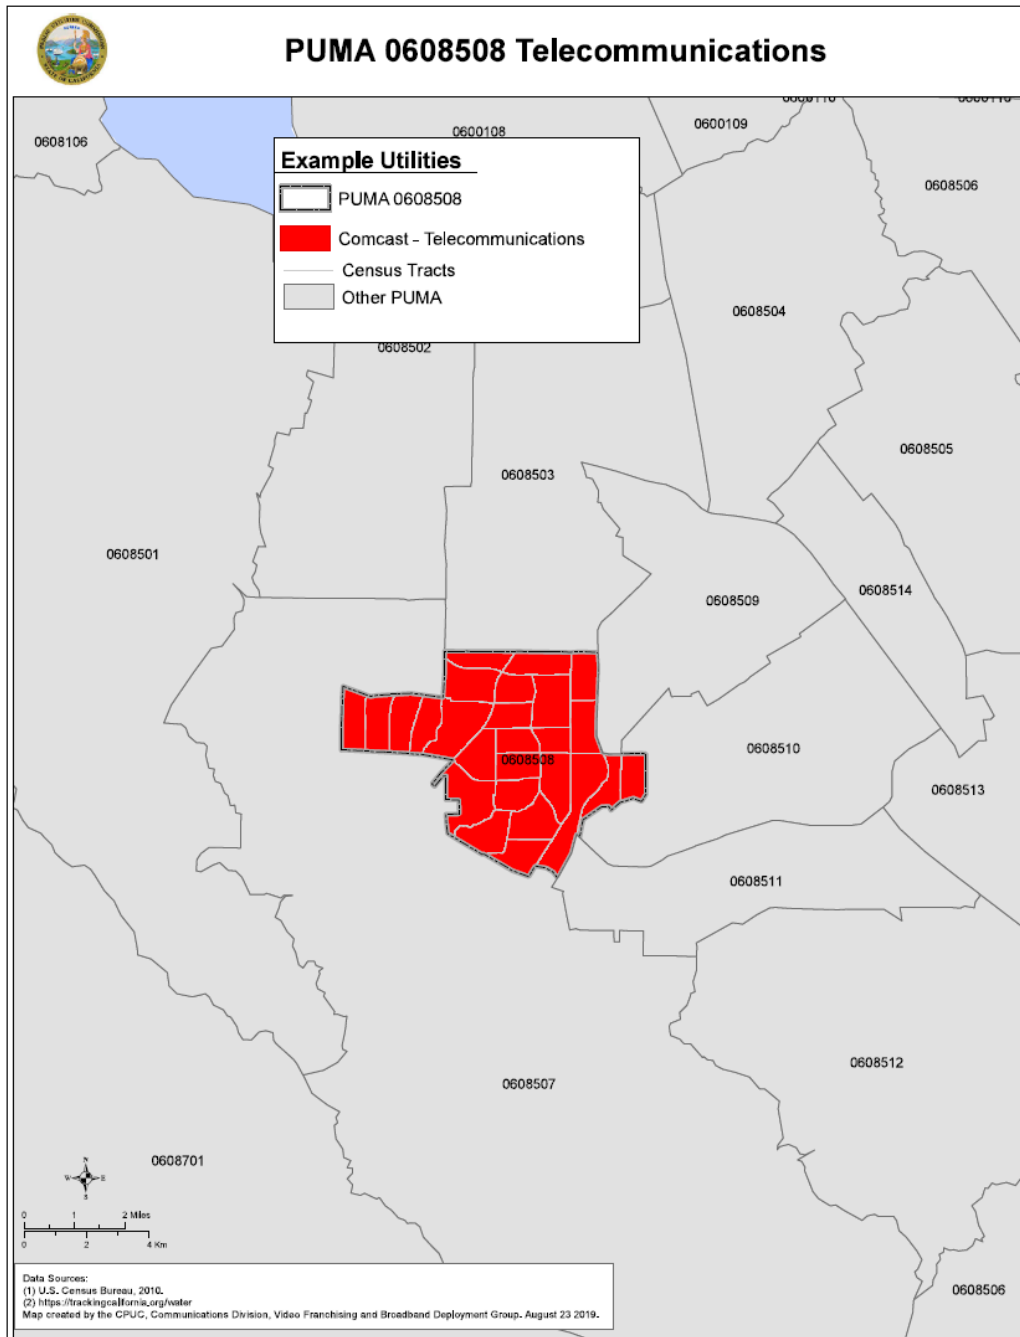 PUMA 0608508 Telecommunications
0600110
0600110
0600109
0600108
0608106
Example Utilities
PUMA 0608508
Comcast - Telecommunications
Census Tracts
Other PUMA
0608506
0608504
0608502
0608505
0608503
0608501
0608514
0608509
0608510
0608508
0608513
0608511
0608512
0608507
0608701
N
W
E
S
0 1 2 Miles
0 2 4 Km
0608506
Data Sources:
(1) U.S. Census Bureau, 2010.
(2) https://trackingcalifornia.org/water
Map created by the CPUC, Communications Division, Video Franchising and Broadband Deployment Group. August 23 2019.